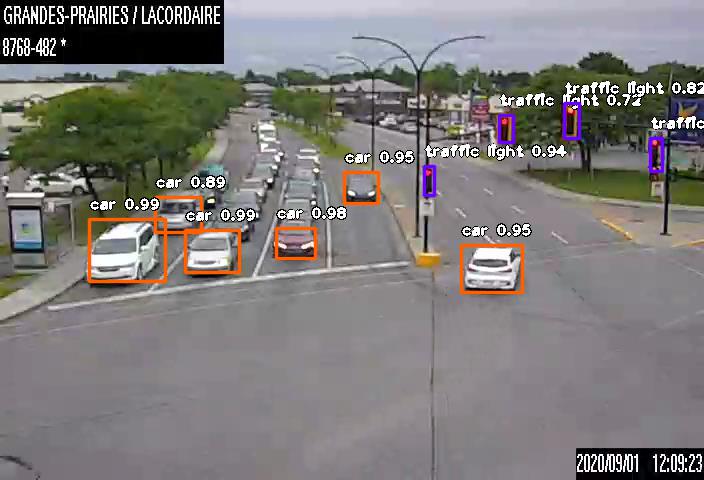 GRANDES-PRAIRIES / LACORDAIRE
8768-482 *
traffic light 0.82
traffic light 0.72
traffic
car 0.95
traffic light 0.94
car 0.89
car 0.99
car 0.99
car 0.98
car 0.95
2020/09/01 12:09:23